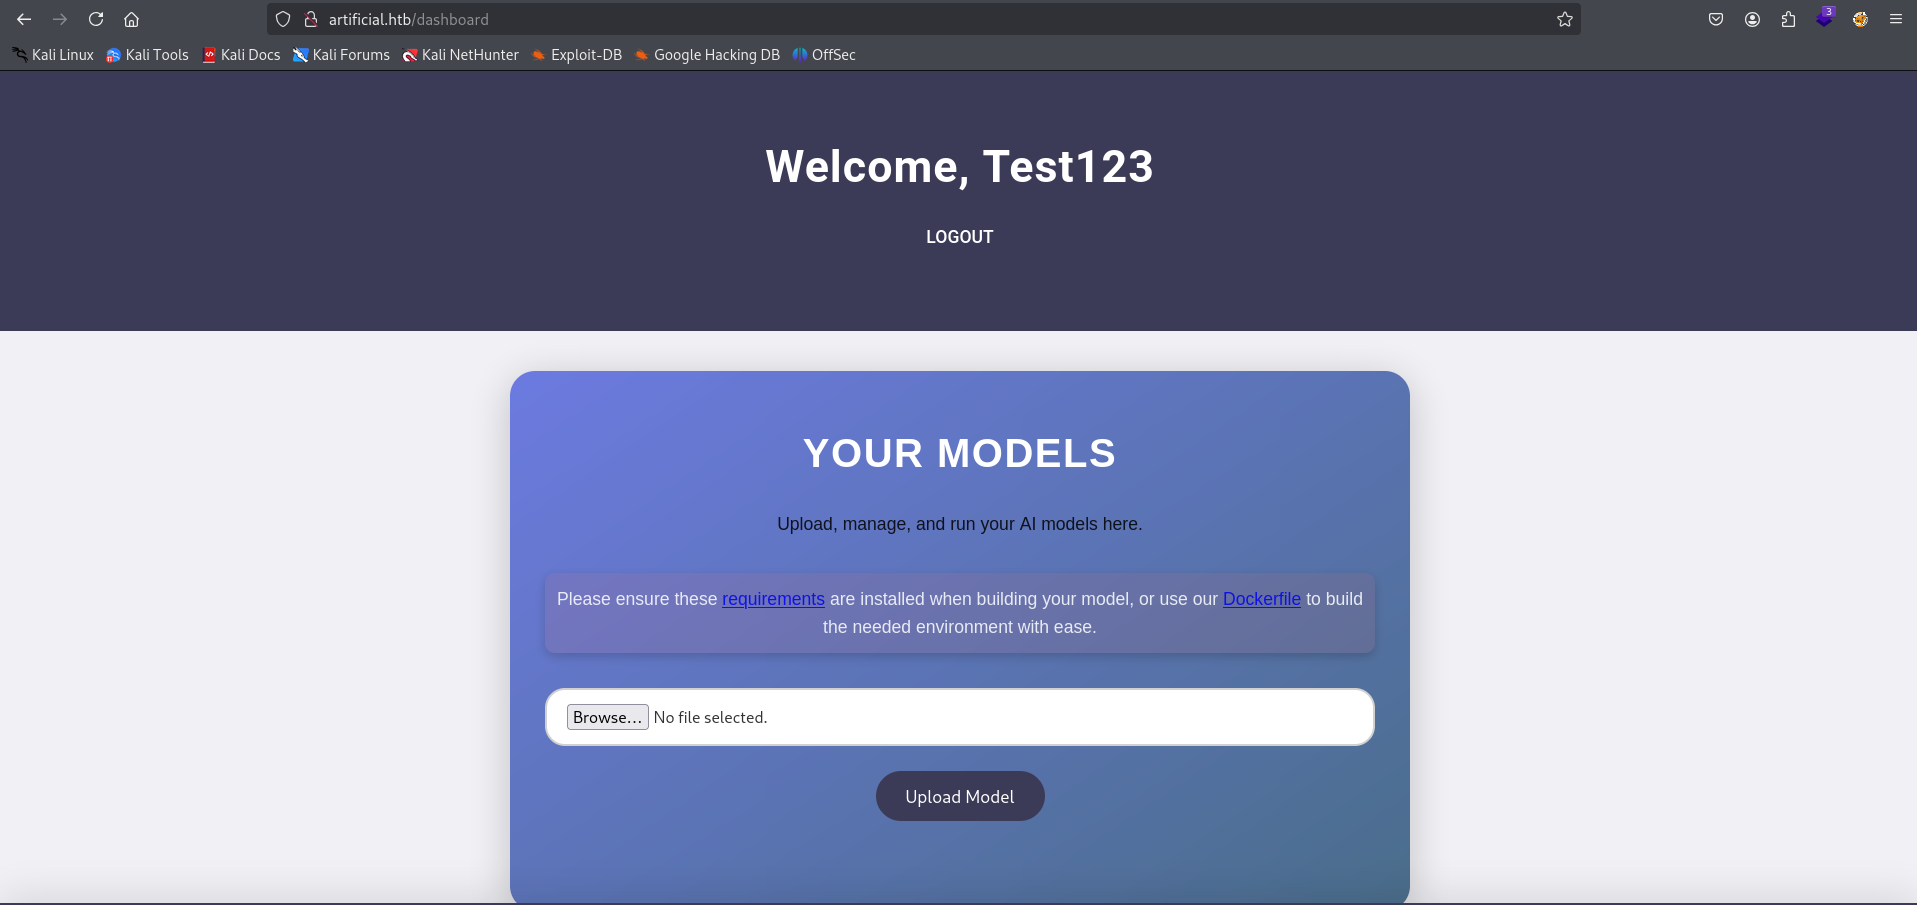 artificial.htb/dashboard
3
Kali Linux Kali Tools Kali Docs Kali Forums Kali NetHunter Exploit-DB Google Hacking DB OffSec
Welcome, Test123
LOGOUT
YOUR MODELS
Upload, manage, and run your AI models here.
Please ensure these requirements are installed when building your model, or use our Dockerfile to build
the needed environment with ease.
Browse... No file selected.
Upload Model